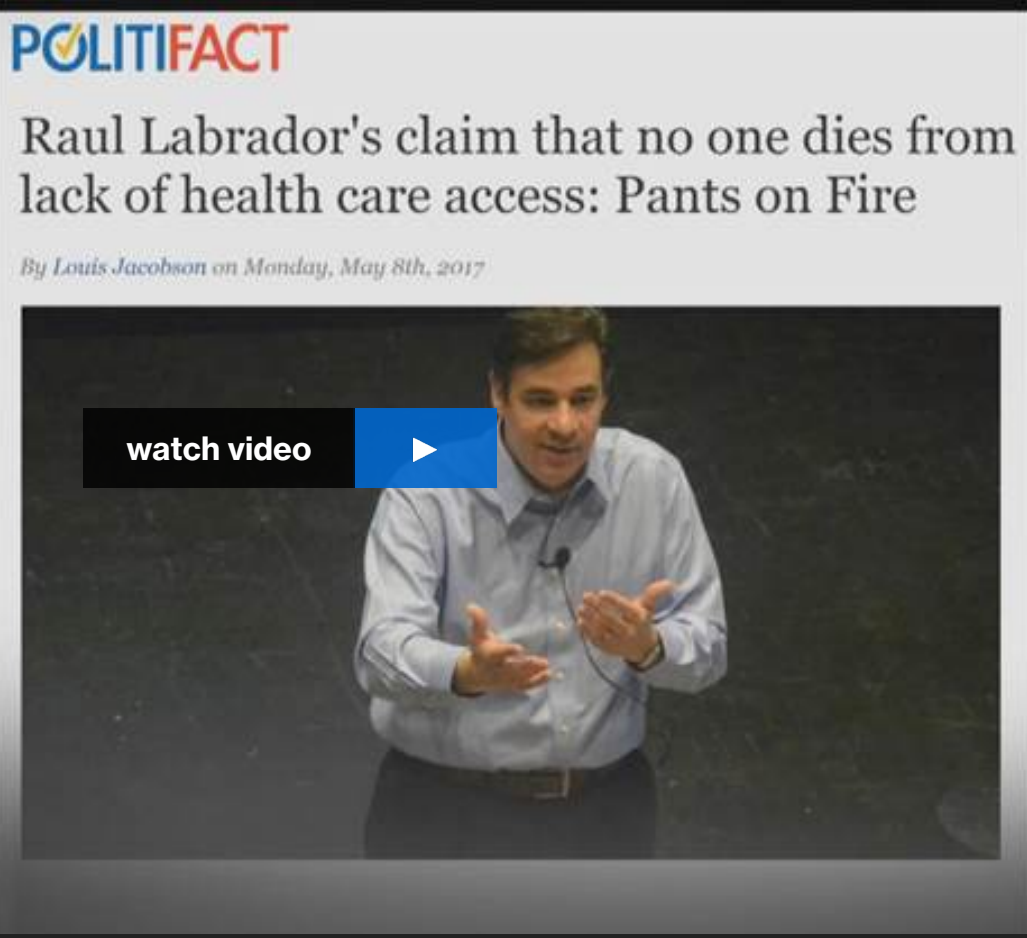 POLITIFACT
Raul Labrador's claim that no one dies from
lack of health care access: Pants on Fire
By Louis Jacobson on Monday, May 8th, 2017
watch video